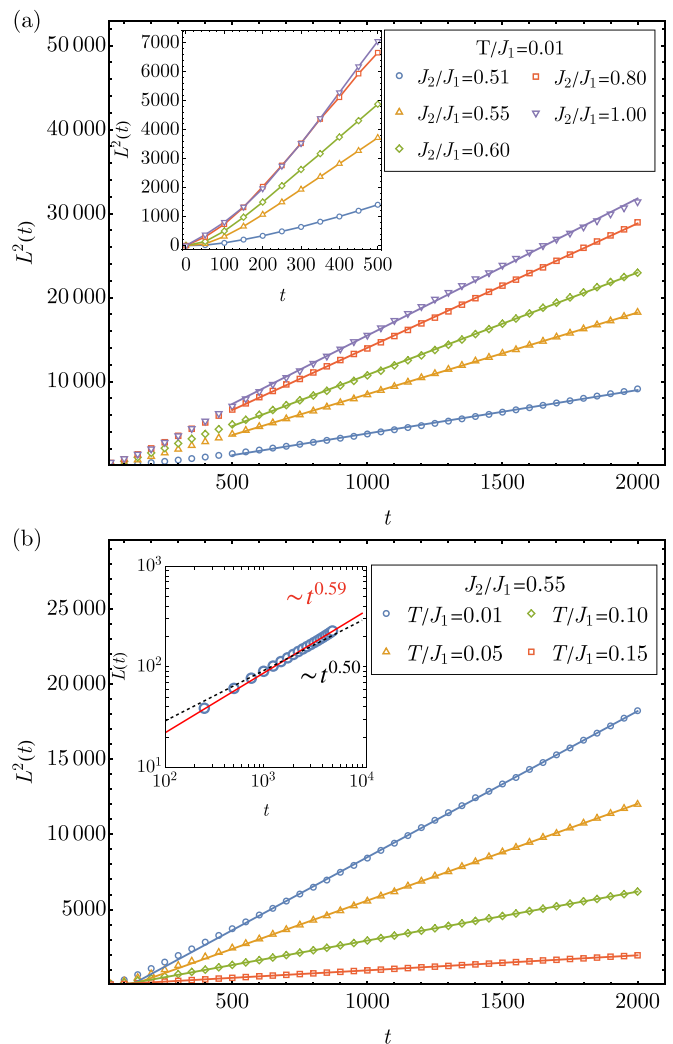 (a)
T/J₁=0.01
J₂/J₁=0.51
J₂/J₁=0.80
J₂/J₁=0.55
J₂/J₁=1.00
J₂/J₁=0.60
7000
6000
5000
4000
3000
2000
1000
0
L²(t)
0 100 200 300 400 500
t
50 000
40 000
30 000
20 000
10 000
L²(t)
500 1000 1500 2000
t
(b)
J₂/J₁=0.55
T/J₁=0.01
T/J₁=0.10
T/J₁=0.05
T/J₁=0.15
10³
10²
10¹
L(t)
~t^0.59
~t^0.50
10² 10³ 10⁴
t
25 000
20 000
15 000
10 000
5000
L²(t)
500 1000 1500 2000
t